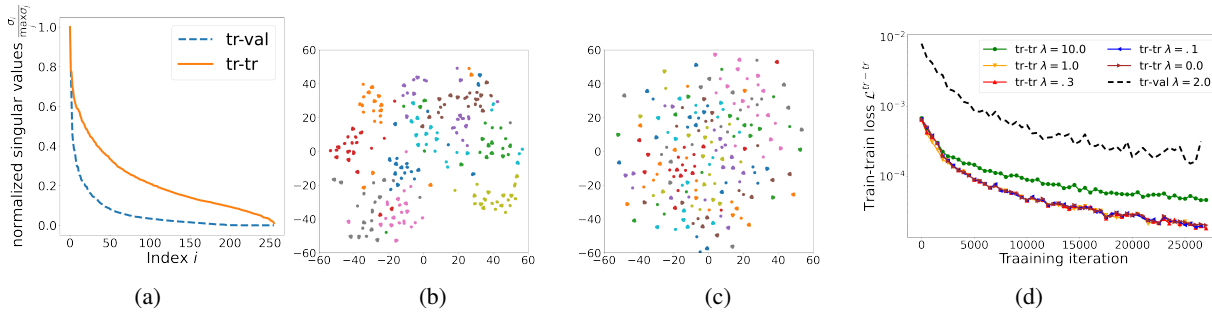 normalized singular values σi / max σj
j
1.0
0.8
0.6
0.4
0.2
0.0
tr-val
tr-tr
0 50 100 150 200 250
Index i
(a)
60
40
20
0
−20
−40
−60
−60 −40 −20 0 20 40 60
(b)
60
40
20
0
−20
−40
−60
−60 −40 −20 0 20 40 60
(c)
Train-train loss ℒtr − tr
10−2
10−3
10−4
tr-tr λ = 10.0
tr-tr λ = 1.0
tr-tr λ = .3
tr-tr λ = .1
tr-tr λ = 0.0
tr-val λ = 2.0
0 5000 10000 15000 20000 25000
Traaining iteration
(d)